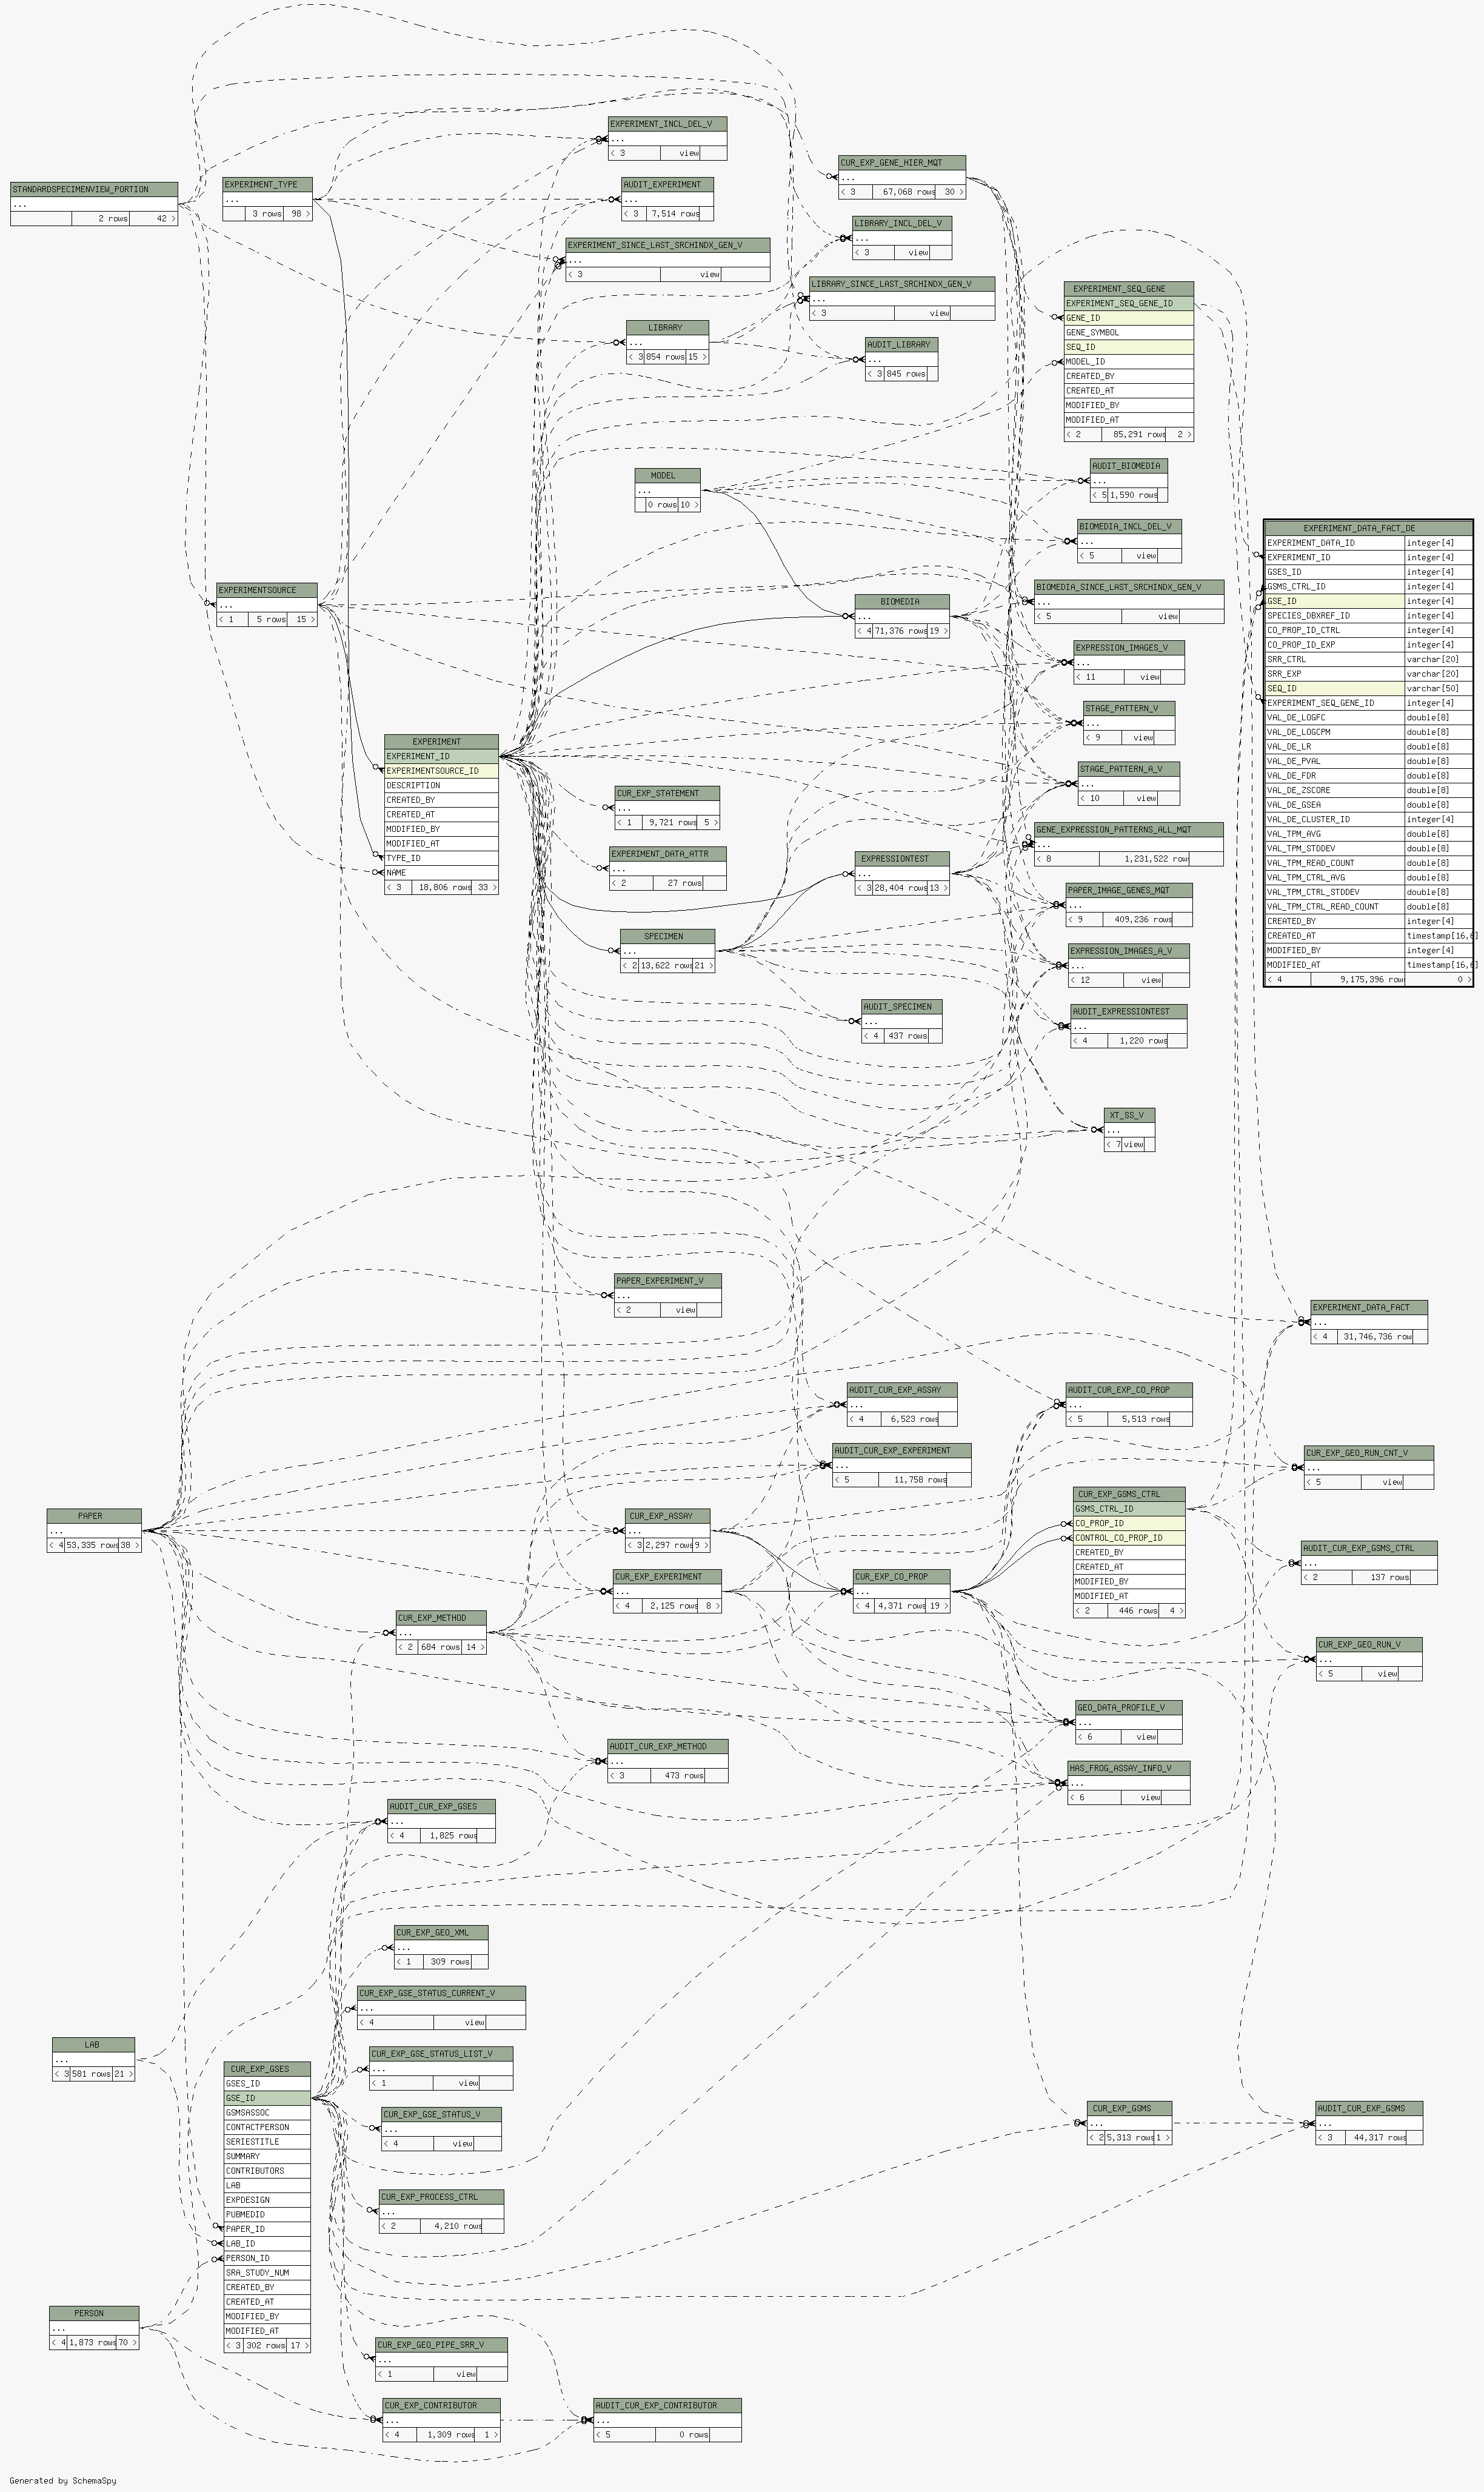 STANDARDSPECIMENVIEW_PORTION
...
2 rows 42 >
EXPERIMENT_TYPE
...
3 rows 98 >
EXPERIMENT_INCL_DEL_V
...
< 3 view
AUDIT_EXPERIMENT
...
< 3 7,514 rows
EXPERIMENT_SINCE_LAST_SRCHINDX_GEN_V
...
< 3 view
LIBRARY
...
< 3 854 rows 15 >
CUR_EXP_GENE_HIER_MQT
...
< 3 67,068 rows 30 >
LIBRARY_INCL_DEL_V
...
< 3 view
LIBRARY_SINCE_LAST_SRCHINDX_GEN_V
...
< 3 view
AUDIT_LIBRARY
...
< 3 845 rows
EXPERIMENT_SEQ_GENE
EXPERIMENT_SEQ_GENE_ID
GENE_ID
GENE_SYMBOL
SEQ_ID
MODEL_ID
CREATED_BY
CREATED_AT
MODIFIED_BY
MODIFIED_AT
< 2 85,291 rows 2 >
MODEL
...
0 rows 10 >
AUDIT_BIOMEDIA
...
< 5 1,590 rows
BIOMEDIA_INCL_DEL_V
...
< 5 view
BIOMEDIA_SINCE_LAST_SRCHINDX_GEN_V
...
< 5 view
EXPERIMENTSOURCE
...
< 1 5 rows 15 >
BIOMEDIA
...
< 4 71,376 rows 19 >
EXPRESSION_IMAGES_V
...
< 11 view
STAGE_PATTERN_V
...
< 9 view
STAGE_PATTERN_A_V
...
< 10 view
GENE_EXPRESSION_PATTERNS_ALL_MQT
...
< 8 1,231,522 rows
EXPERIMENT_DATA_FACT_DE
EXPERIMENT_DATA_ID integer[4]
EXPERIMENT_ID integer[4]
GSES_ID integer[4]
GSMS_CTRL_ID integer[4]
GSE_ID integer[4]
SPECIES_DBXREF_ID integer[4]
CO_PROP_ID_CTRL integer[4]
CO_PROP_ID_EXP integer[4]
SRR_CTRL varchar[20]
SRR_EXP varchar[20]
SEQ_ID varchar[50]
EXPERIMENT_SEQ_GENE_ID integer[4]
VAL_DE_LOGFC double[8]
VAL_DE_LOGCPM double[8]
VAL_DE_LR double[8]
VAL_DE_PVAL double[8]
VAL_DE_FDR double[8]
VAL_DE_ZSCORE double[8]
VAL_DE_GSEA double[8]
VAL_DE_CLUSTER_ID integer[4]
VAL_TPM_AVG double[8]
VAL_TPM_STDDEV double[8]
VAL_TPM_READ_COUNT double[8]
VAL_TPM_CTRL_AVG double[8]
VAL_TPM_CTRL_STDDEV double[8]
VAL_TPM_CTRL_READ_COUNT double[8]
CREATED_BY integer[4]
CREATED_AT timestamp[16,6]
MODIFIED_BY integer[4]
MODIFIED_AT timestamp[16,6]
< 4 9,175,396 rows 0 >
EXPERIMENT
EXPERIMENT_ID
EXPERIMENTSOURCE_ID
DESCRIPTION
CREATED_BY
CREATED_AT
MODIFIED_BY
MODIFIED_AT
TYPE_ID
NAME
< 3 18,806 rows 33 >
CUR_EXP_STATEMENT
...
< 1 9,721 rows 5 >
EXPERIMENT_DATA_ATTR
...
< 2 27 rows
SPECIMEN
...
< 2 13,622 rows 21 >
EXPRESSIONTEST
...
< 3 28,404 rows 13 >
PAPER_IMAGE_GENES_MQT
...
< 9 409,236 rows
EXPRESSION_IMAGES_A_V
...
< 12 view
AUDIT_SPECIMEN
...
< 4 437 rows
AUDIT_EXPRESSIONTEST
...
< 4 1,220 rows
XT_SS_V
...
< 7 view
PAPER_EXPERIMENT_V
...
< 2 view
EXPERIMENT_DATA_FACT
...
< 4 31,746,736 row
AUDIT_CUR_EXP_ASSAY
...
< 4 6,523 rows
AUDIT_CUR_EXP_CO_PROP
...
< 5 5,513 rows
AUDIT_CUR_EXP_EXPERIMENT
...
< 5 11,758 rows
CUR_EXP_GEO_RUN_CNT_V
...
< 5 view
PAPER
...
< 4 53,335 rows 38 >
CUR_EXP_ASSAY
...
< 3 2,297 rows 9 >
CUR_EXP_GSMS_CTRL
GSMS_CTRL_ID
CO_PROP_ID
CONTROL_CO_PROP_ID
CREATED_BY
CREATED_AT
MODIFIED_BY
MODIFIED_AT
< 2 446 rows 4 >
AUDIT_CUR_EXP_GSMS_CTRL
...
< 2 137 rows
CUR_EXP_EXPERIMENT
...
< 4 2,125 rows 8 >
CUR_EXP_CO_PROP
...
< 4 4,371 rows 19 >
CUR_EXP_METHOD
...
< 2 684 rows 14 >
CUR_EXP_GEO_RUN_V
...
< 5 view
GEO_DATA_PROFILE_V
...
< 6 view
AUDIT_CUR_EXP_METHOD
...
< 3 473 rows
HAS_FROG_ASSAY_INFO_V
...
< 6 view
AUDIT_CUR_EXP_GSES
...
< 4 1,825 rows
CUR_EXP_GEO_XML
...
< 1 309 rows
CUR_EXP_GSE_STATUS_CURRENT_V
...
< 4 view
LAB
...
< 3 581 rows 21 >
CUR_EXP_GSE_STATUS_LIST_V
...
< 1 view
CUR_EXP_GSES
GSES_ID
GSE_ID
GSMSASSOC
CONTACTPERSON
SERIESTITLE
SUMMARY
CONTRIBUTORS
LAB
EXPDESIGN
PUBMEDID
PAPER_ID
LAB_ID
PERSON_ID
SRA_STUDY_NUM
CREATED_BY
CREATED_AT
MODIFIED_BY
MODIFIED_AT
< 3 302 rows 17 >
CUR_EXP_GSE_STATUS_V
...
< 4 view
CUR_EXP_GSMS
...
< 2 5,313 rows 1 >
AUDIT_CUR_EXP_GSMS
...
< 3 44,317 rows
CUR_EXP_PROCESS_CTRL
...
< 2 4,210 rows
PERSON
...
< 4 1,873 rows 70 >
CUR_EXP_GEO_PIPE_SRR_V
...
< 1 view
CUR_EXP_CONTRIBUTOR
...
< 4 1,309 rows 1 >
AUDIT_CUR_EXP_CONTRIBUTOR
...
< 5 0 rows
Generated by SchemaSpy